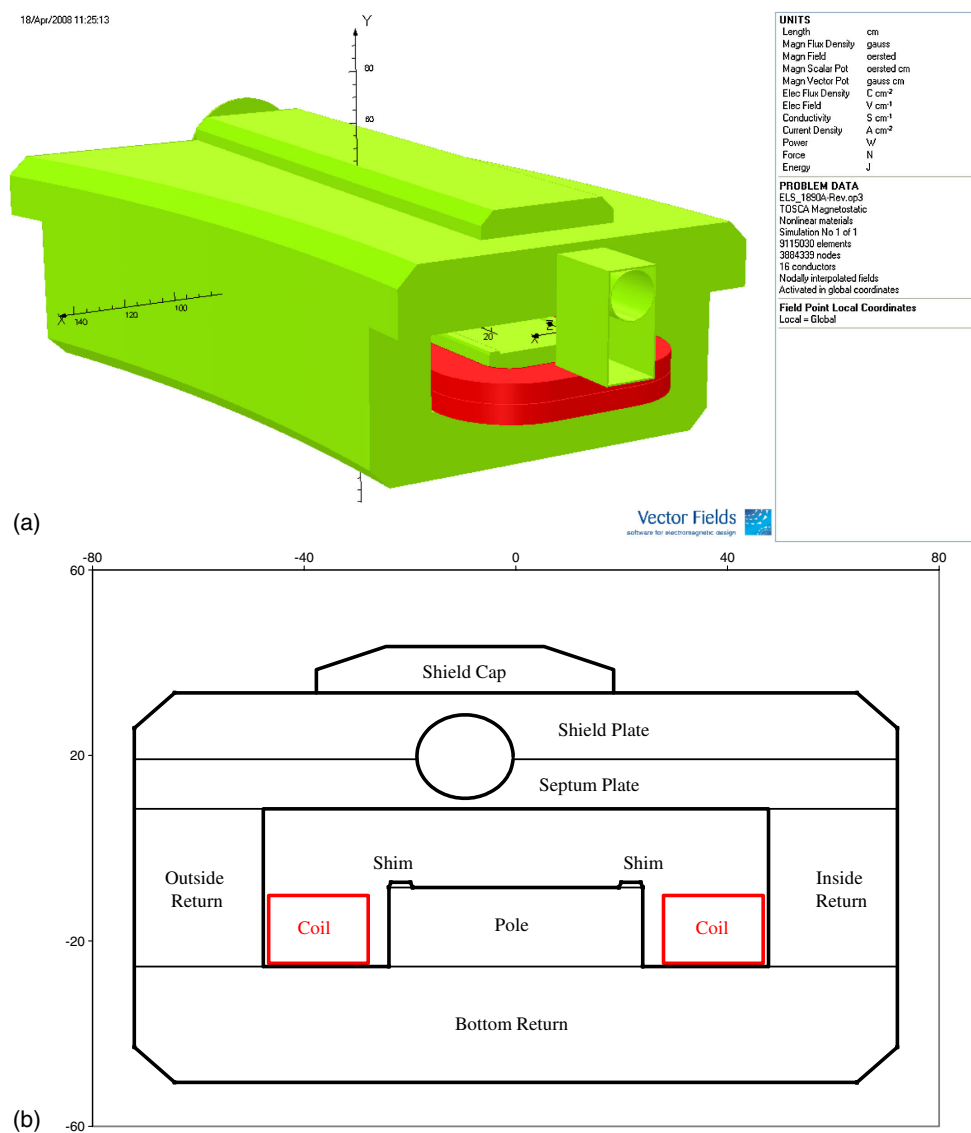 18/Apr/2008 11:25:13
Y
80
60
X
140
120
100
20
X
Z
UNITS
Length cm
Magn Flux Density gauss
Magn Field oersted
Magn Scalar Pot oersted cm
Magn Vector Pot gauss cm
Elec Flux Density C cm-2
Elec Field V cm-1
Conductivity S cm-1
Current Density A cm-2
Power W
Force N
Energy J
PROBLEM DATA
ELS_1890A-Rev.op3
TOSCA Magnetostatic
Nonlinear materials
Simulation No 1 of 1
9115030 elements
3884339 nodes
16 conductors
Nodally interpolated fields
Activated in global coordinates
Field Point Local Coordinates
Local = Global
Vector Fields
software for electromagnetic design
(a)
-80 -40 0 40 80
60
Shield Cap
Shield Plate
20
Septum Plate
Shim Shim
Outside Return
Inside Return
Coil Pole Coil
-20
Bottom Return
-60
(b)